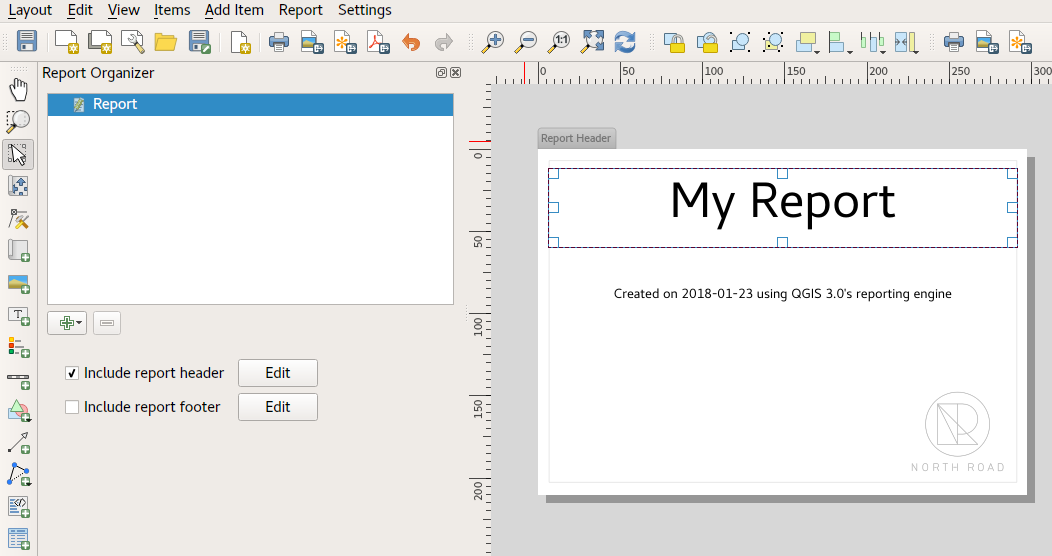 Layout Edit View Items Add Item Report Settings
1:1
Report Organizer
0 50 100 150 200 250 300
Report
Report Header
0
My Report
T
50
Created on 2018-01-23 using QGIS 3.0's reporting engine
100
Include report header Edit
Include report footer Edit
150
NORTH ROAD
200